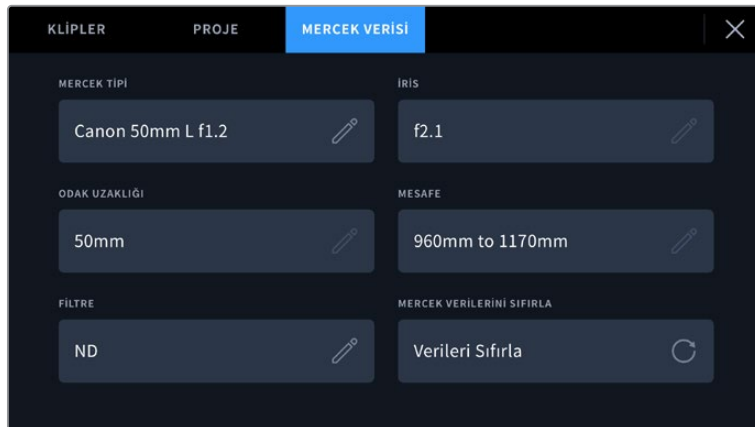 KLİPLER
PROJE
MERCEK VERİSİ
MERCEK TİPİ
Canon 50mm L f1.2
İRİS
f2.1
ODAK UZAKLIĞI
50mm
MESAFE
960mm to 1170mm
FİLTRE
ND
MERCEK VERİLERİNİ SIFIRLA
Verileri Sıfırla